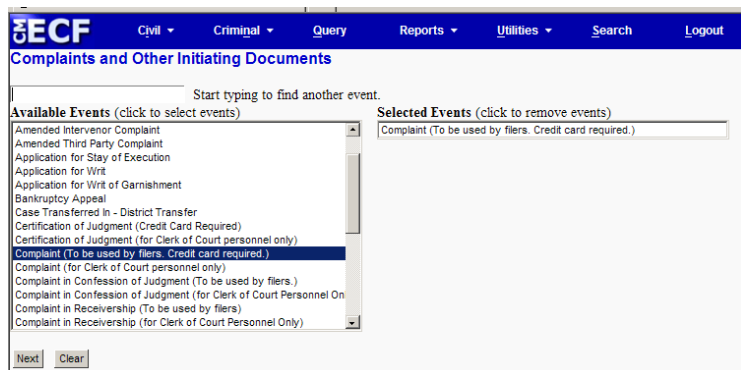 CM ECF Civil Criminal Query Reports Utilities Search Logout
Complaints and Other Initiating Documents
Start typing to find another event.
Available Events (click to select events) Selected Events (click to remove events)
Amended Intervenor Complaint Complaint (To be used by filers. Credit card required.)
Amended Third Party Complaint
Application for Stay of Execution
Application for Writ
Application for Writ of Garnishment
Bankruptcy Appeal
Case Transferred In - District Transfer
Certification of Judgment (Credit Card Required)
Certification of Judgment (for Clerk of Court personnel only)
Complaint (To be used by filers. Credit card required.)
Complaint (for Clerk of Court personnel only)
Complaint in Confession of Judgment (To be used by filers.)
Complaint in Confession of Judgment (for Clerk of Court Personnel On
Complaint in Receivership (To be used by filers)
Complaint in Receivership (for Clerk of Court Personnel Only)
Next Clear